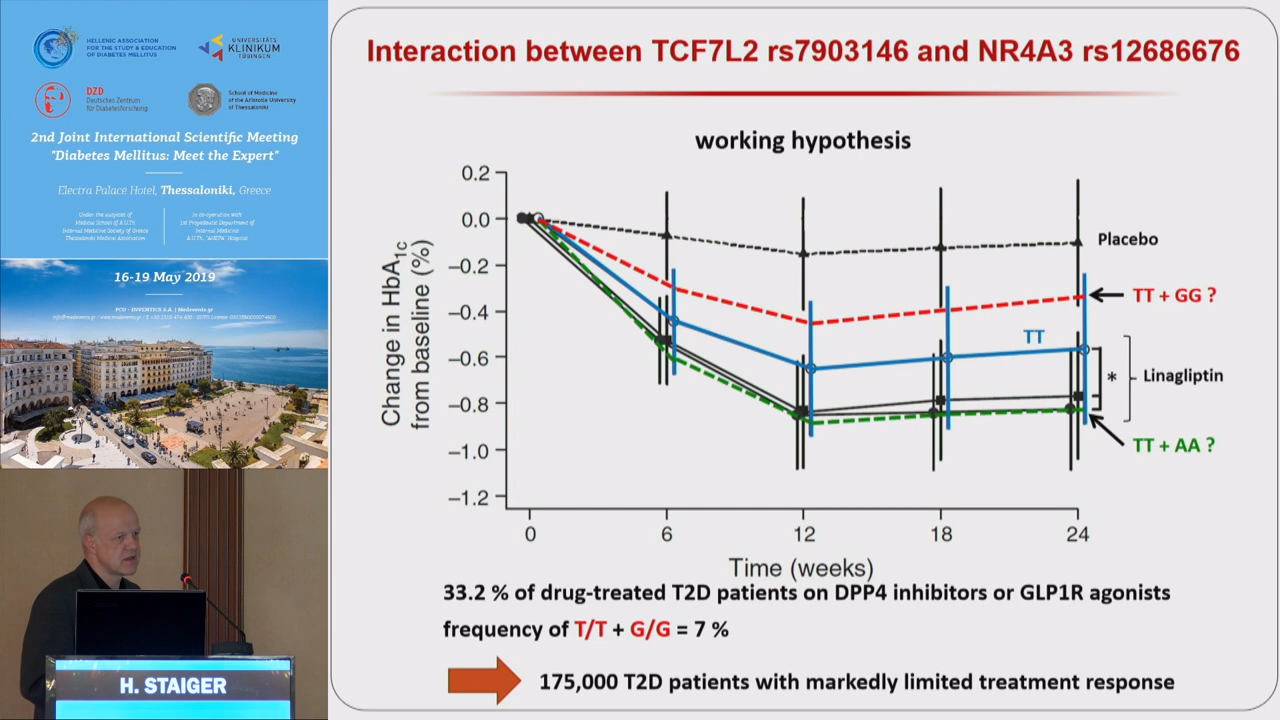 HELLENIC ASSOCIATION
FOR THE STUDY & EDUCATION
OF DIABETES MELLITUS
UNIVERSITÄTS
KLINIKUM
TÜBINGEN
DZD
Deutsches Zentrum
für Diabetesforschung
School of Medicine
of the Aristotle University
of Thessaloniki
2nd Joint International Scientific Meeting
"Diabetes Mellitus: Meet the Expert"
Electra Palace Hotel, Thessaloniki, Greece
Under the auspices of
Medical School of A.U.Th.
Internal Medicine Society of Greece
Thessaloniki Medical Association
In co-operation with
1st Propedeutic Department of
Internal Medicine
A.U.Th, "AHEPA" Hospital
16-19 May 2019
H. STAIGER
Interaction between TCF7L2 rs7903146 and NR4A3 rs12686676
working hypothesis
Change in HbA1c
from baseline (%)
0.2
0.0
–0.2
–0.4
–0.6
–0.8
–1.0
–1.2
Placebo
TT + GG ?
TT
*
Linagliptin
TT + AA ?
0 6 12 18 24
Time (weeks)
33.2 % of drug-treated T2D patients on DPP4 inhibitors or GLP1R agonists
frequency of T/T + G/G = 7 %
175,000 T2D patients with markedly limited treatment response